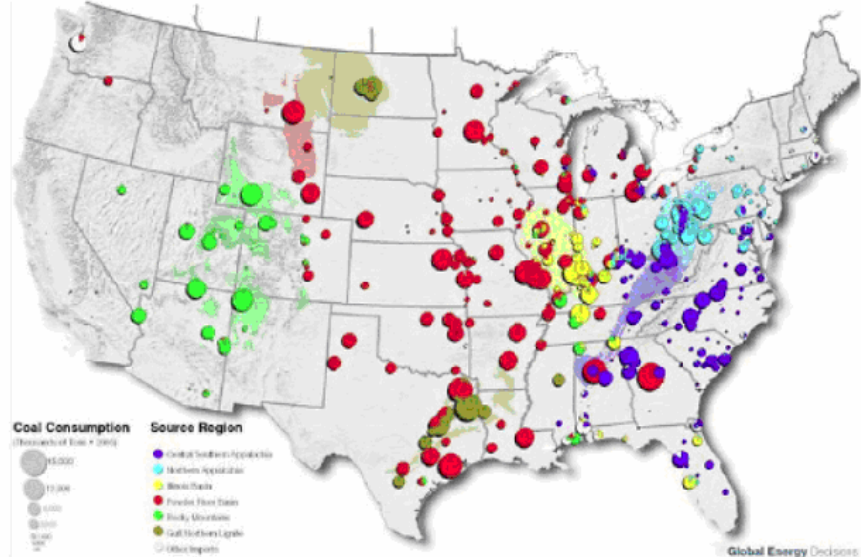 Coal Consumption
(Thousands of Tons • 2005)
15,000
Source Region
Central Southern Appalachia
Northern Appalachia
Illinois Basin
Powder River Basin
Rocky Mountains
Gulf Northern Lignite
Other Imports
Global Energy Decisions